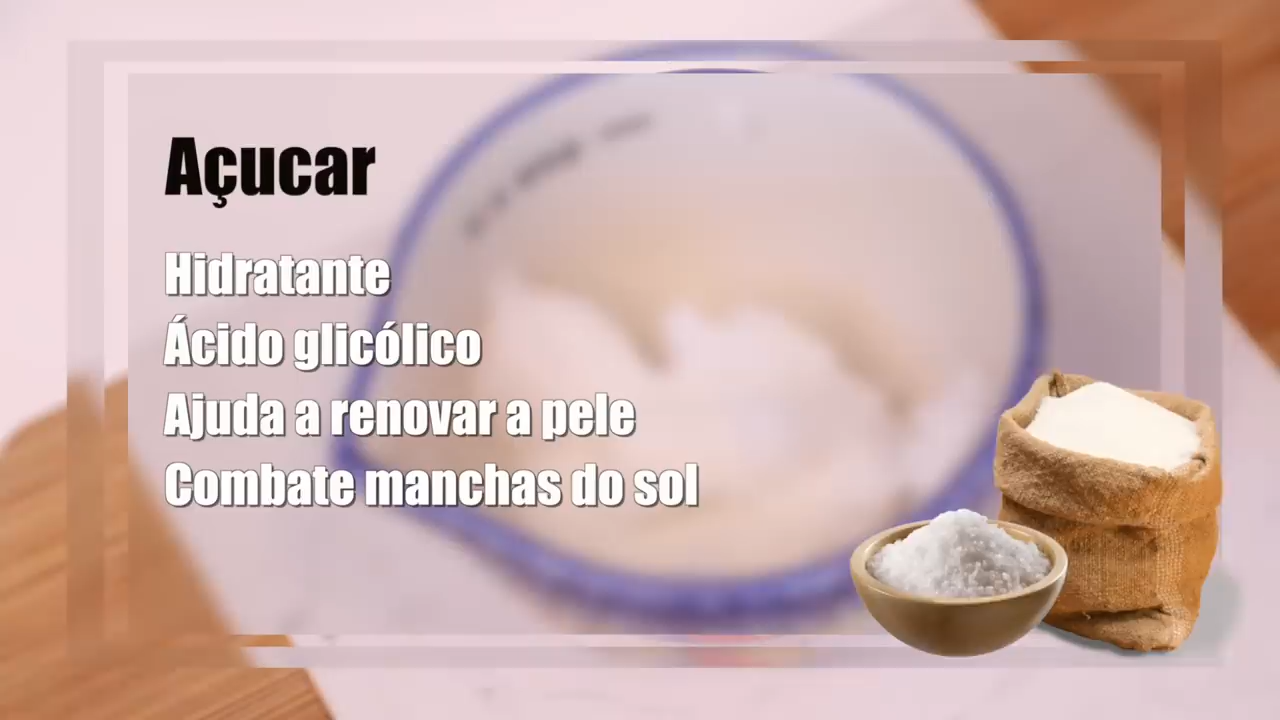 Açucar
Hidratante
Ácido glicólico
Ajuda a renovar a pele
Combate manchas do sol